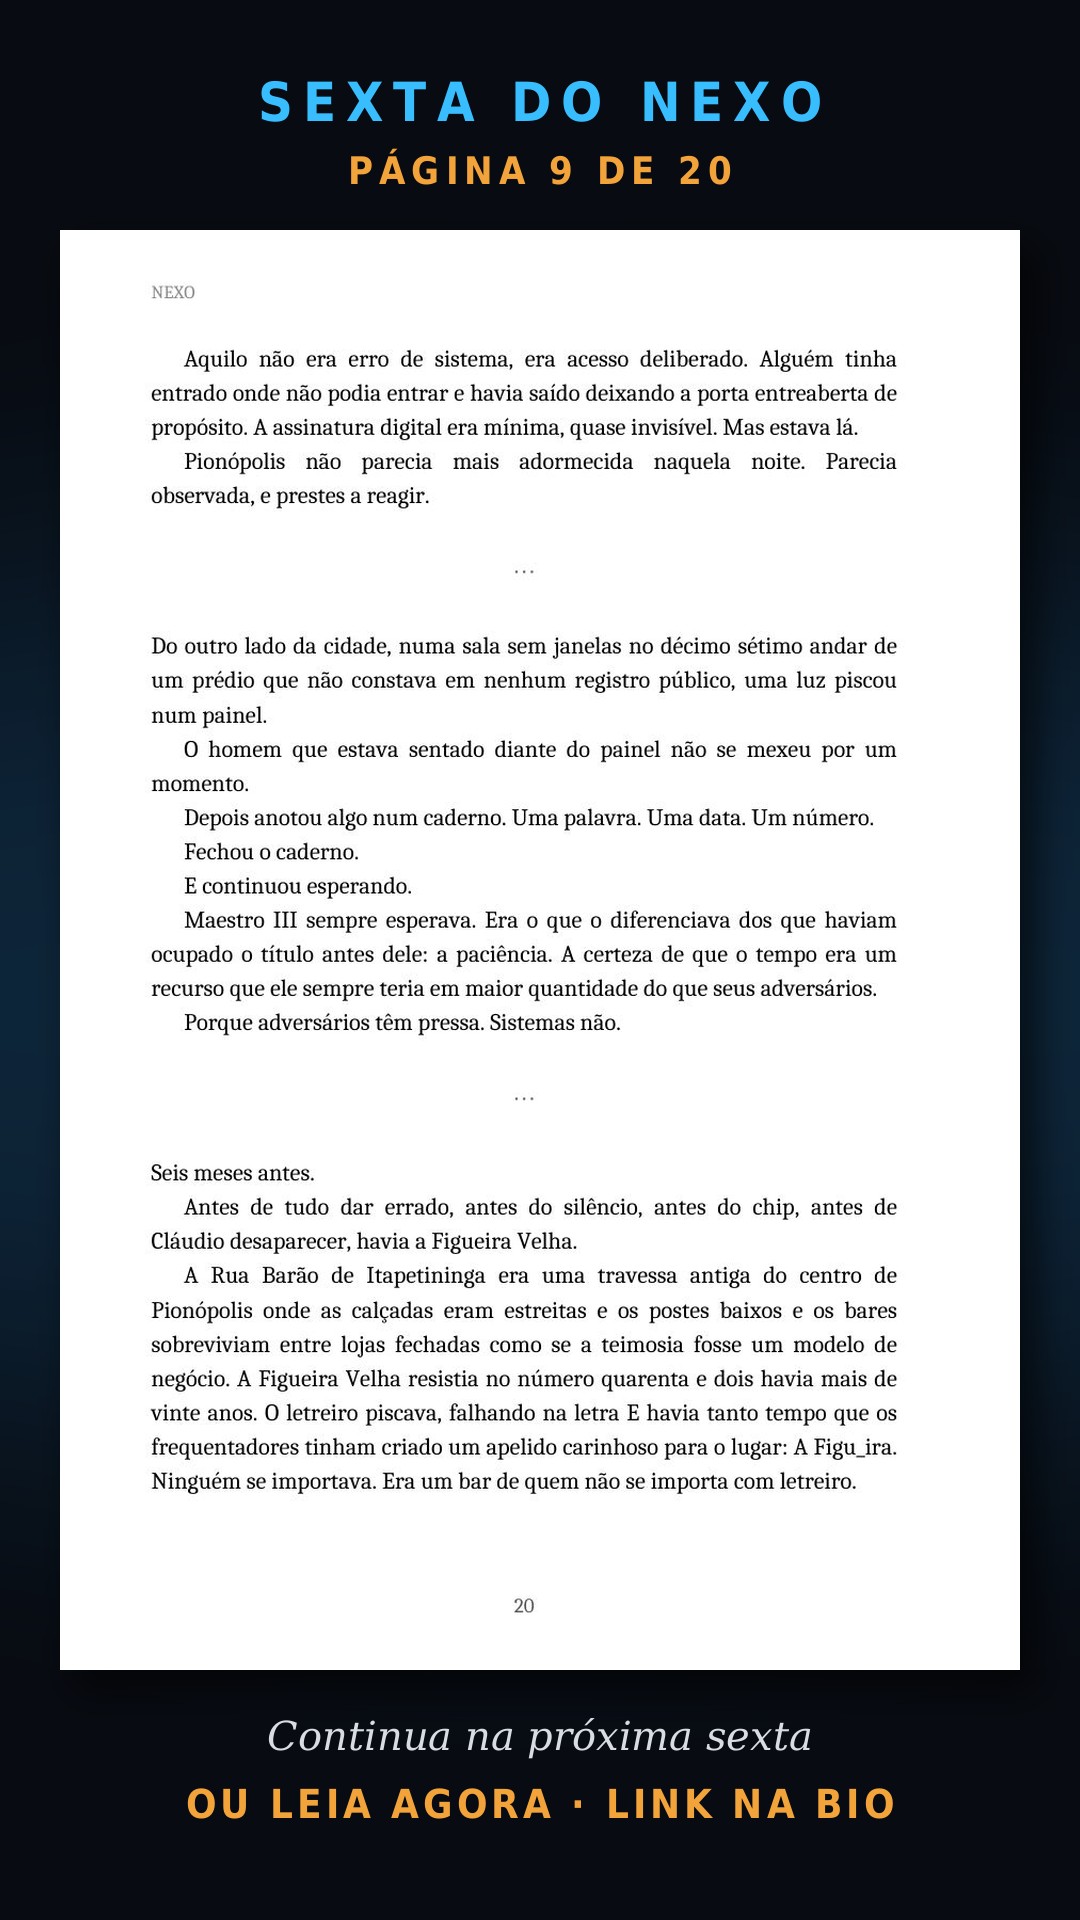 SEXTA DO NEXO
PÁGINA 9 DE 20
NEXO
Aquilo não era erro de sistema, era acesso deliberado. Alguém tinha
entrado onde não podia entrar e havia saído deixando a porta entreaberta de
propósito. A assinatura digital era mínima, quase invisível. Mas estava lá.
Pionópolis não parecia mais adormecida naquela noite. Parecia
observada, e prestes a reagir.
...
Do outro lado da cidade, numa sala sem janelas no décimo sétimo andar de
um prédio que não constava em nenhum registro público, uma luz piscou
num painel.
O homem que estava sentado diante do painel não se mexeu por um
momento.
Depois anotou algo num caderno. Uma palavra. Uma data. Um número.
Fechou o caderno.
E continuou esperando.
Maestro III sempre esperava. Era o que o diferenciava dos que haviam
ocupado o título antes dele: a paciência. A certeza de que o tempo era um
recurso que ele sempre teria em maior quantidade do que seus adversários.
Porque adversários têm pressa. Sistemas não.
...
Seis meses antes.
Antes de tudo dar errado, antes do silêncio, antes do chip, antes de
Cláudio desaparecer, havia a Figueira Velha.
A Rua Barão de Itapetininga era uma travessa antiga do centro de
Pionópolis onde as calçadas eram estreitas e os postes baixos e os bares
sobreviviam entre lojas fechadas como se a teimosia fosse um modelo de
negócio. A Figueira Velha resistia no número quarenta e dois havia mais de
vinte anos. O letreiro piscava, falhando na letra E havia tanto tempo que os
frequentadores tinham criado um apelido carinhoso para o lugar: A Figu_ira.
Ninguém se importava. Era um bar de quem não se importa com letreiro.
20
Continua na próxima sexta
OU LEIA AGORA · LINK NA BIO